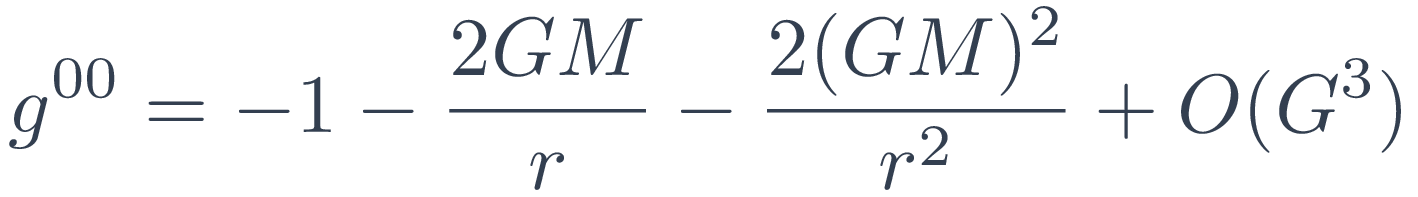 g^{00} = -1 - \frac{2GM}{r} - \frac{2(GM)^2}{r^2} + O(G^3)